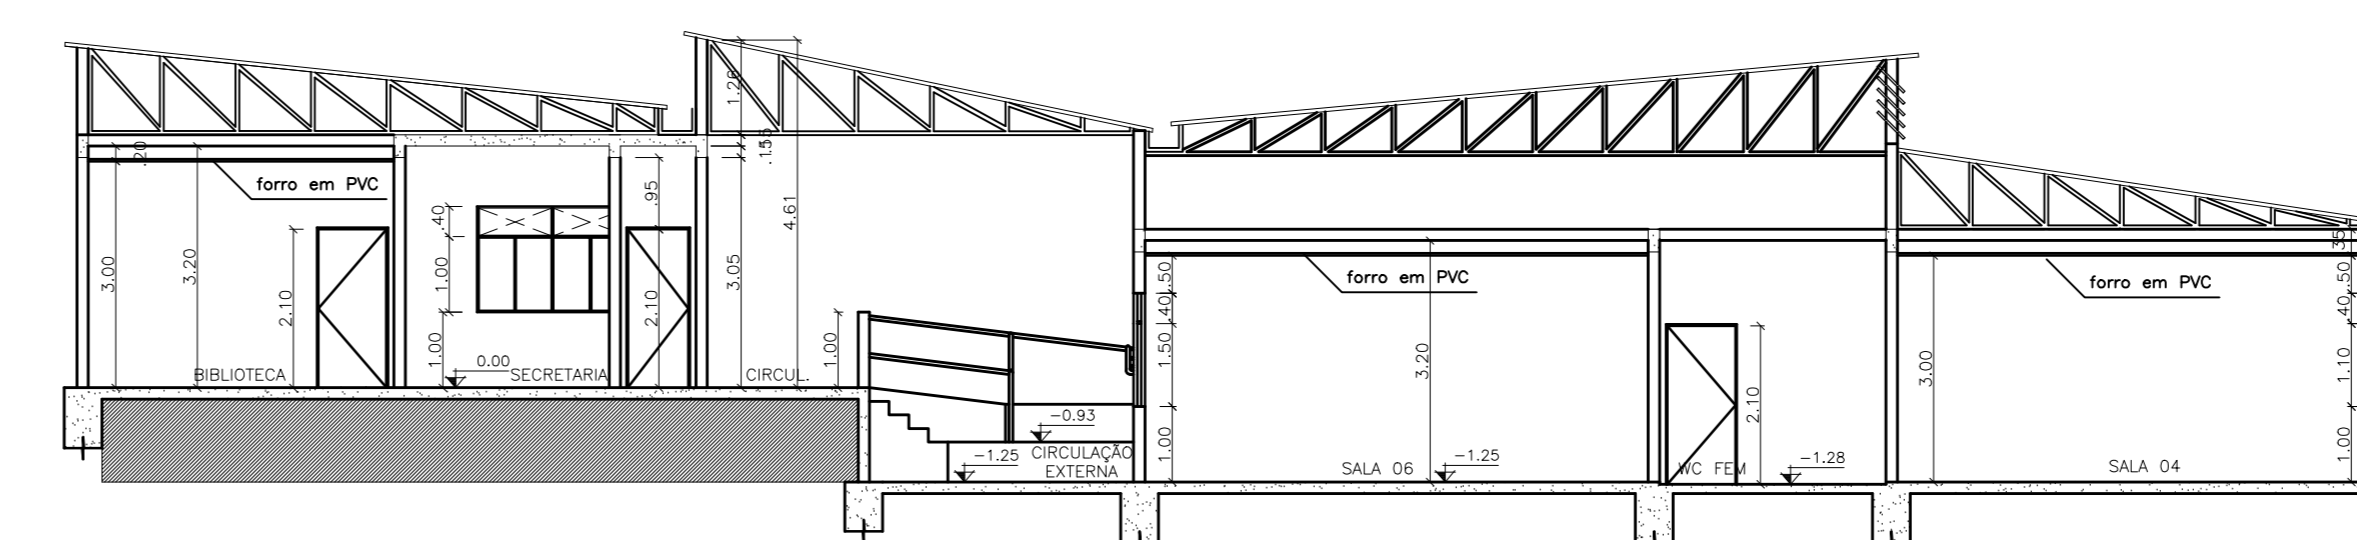 1.26
.15
4.61
.20
forro em PVC
3.00
3.20
2.10
.40
1.00
1.00
.95
2.10
3.05
1.00
BIBLIOTECA
0.00
SECRETARIA
CIRCUL.
-0.93
-1.25
CIRCULAÇÃO
EXTERNA
.50
.40
1.50
1.00
forro em PVC
3.20
SALA 06
-1.25
2.10
WC FEM
-1.28
forro em PVC
3.00
SALA 04
.35
.50
.40
1.10
1.00